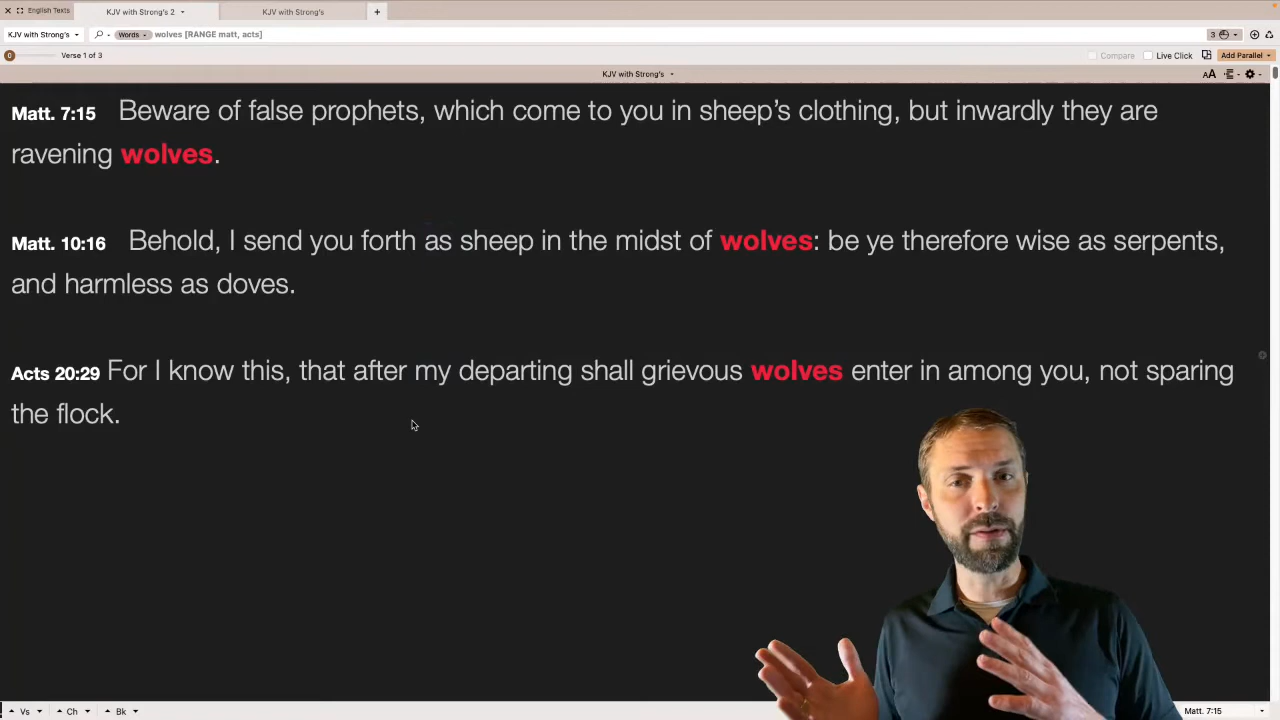 English Texts KJV with Strong's 2 KJV with Strong's +
KJV with Strong's Words wolves [RANGE matt, acts] 3
0 Verse 1 of 3 Compare Live Click Add Parallel
KJV with Strong's AA
Matt. 7:15 Beware of false prophets, which come to you in sheep’s clothing, but inwardly they are
ravening wolves.
Matt. 10:16 Behold, I send you forth as sheep in the midst of wolves: be ye therefore wise as serpents,
and harmless as doves.
Acts 20:29 For I know this, that after my departing shall grievous wolves enter in among you, not sparing
the flock.
Vs Ch Bk Matt. 7:15